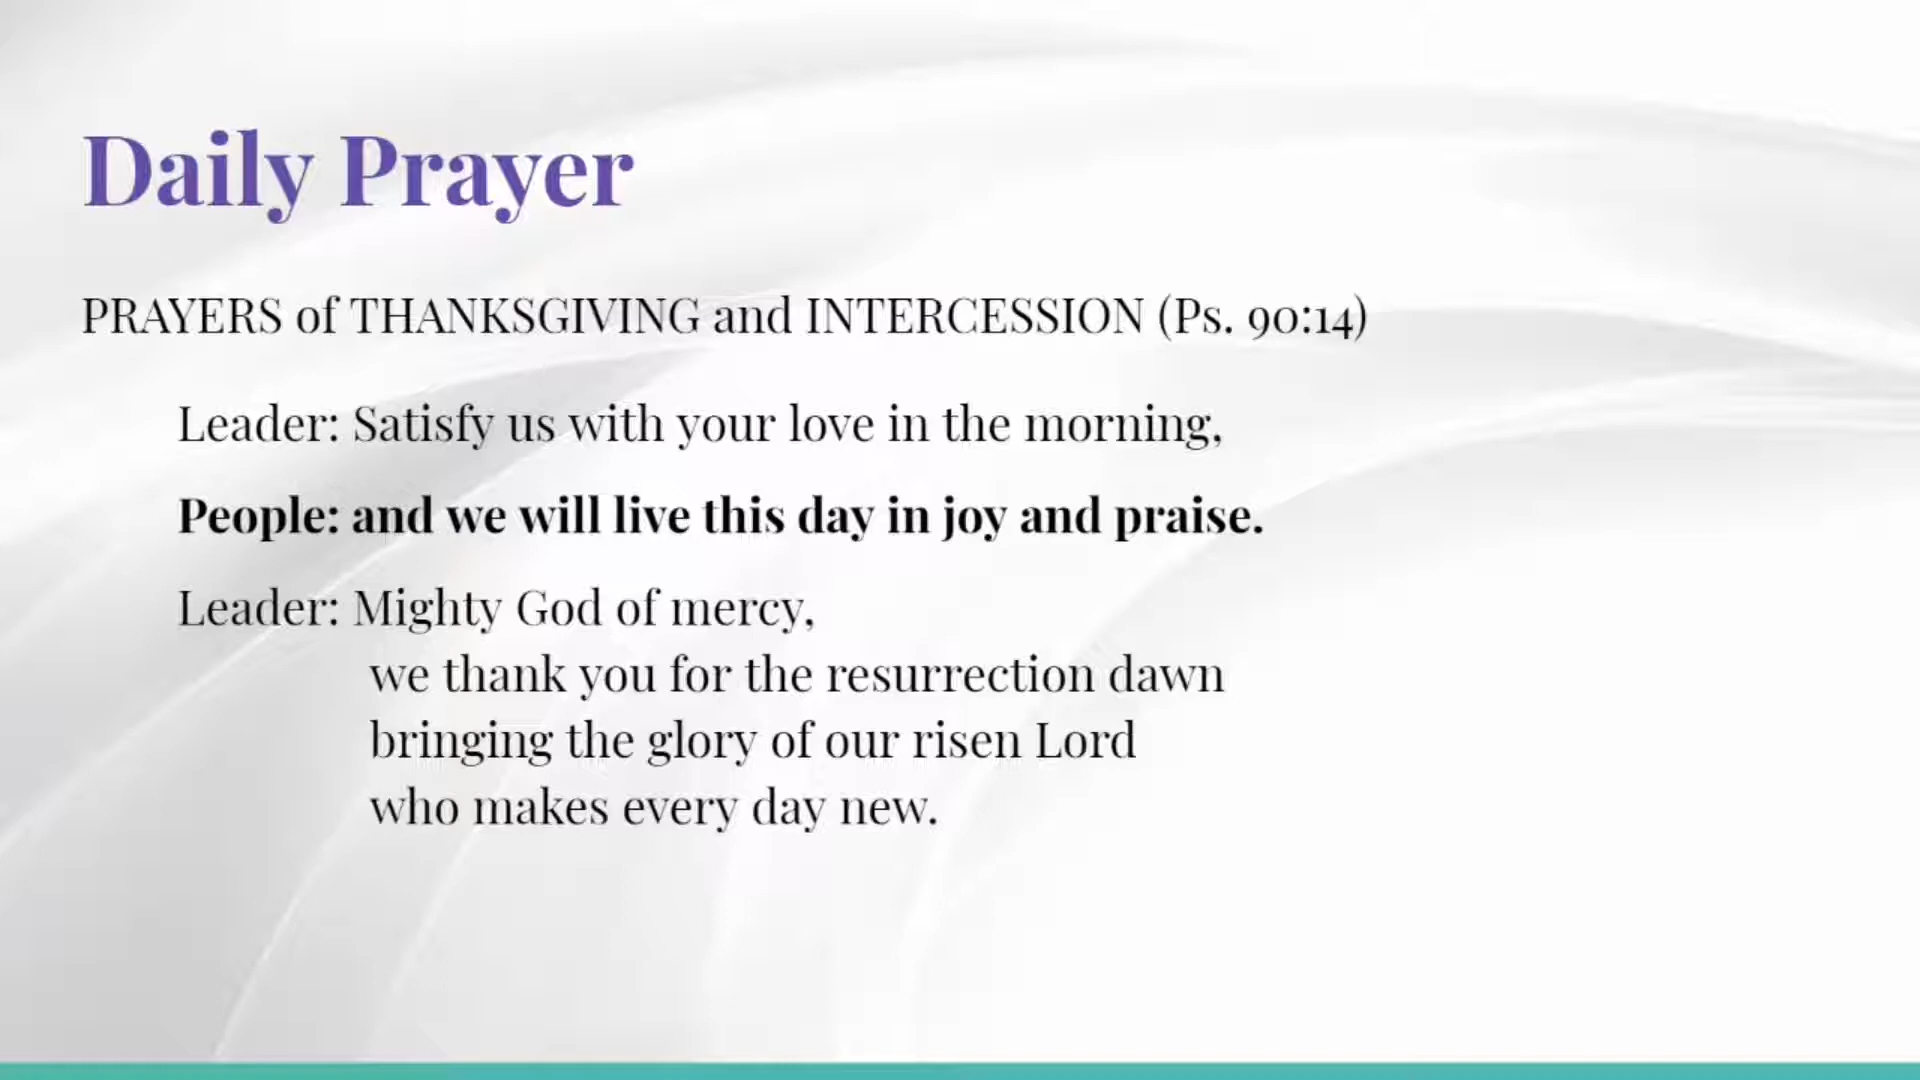 Daily Prayer
PRAYERS of THANKSGIVING and INTERCESSION (Ps. 90:14)
Leader: Satisfy us with your love in the morning,
People: and we will live this day in joy and praise.
Leader: Mighty God of mercy,
we thank you for the resurrection dawn
bringing the glory of our risen Lord
who makes every day new.